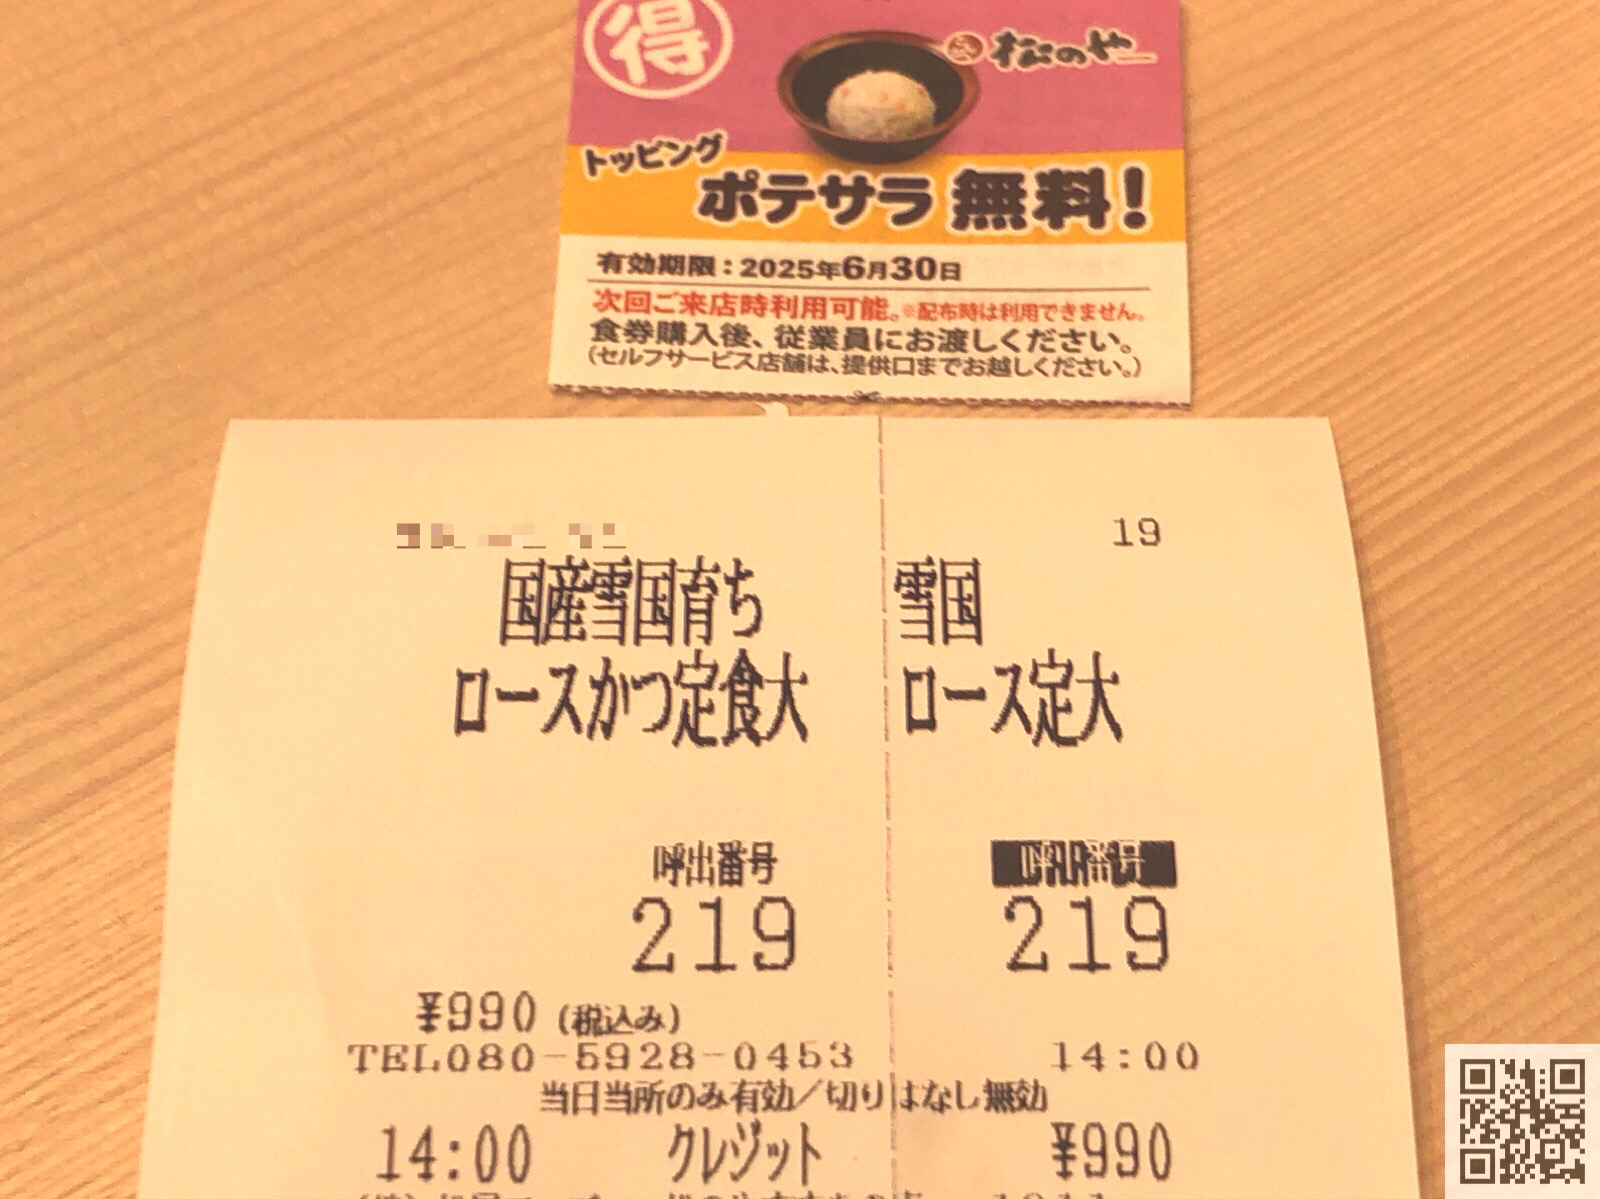 得
松のや
トッピング
ポテサラ 無料!
有効期限：2025年6月30日
次回ご来店時利用可能。※配布時は利用できません。
食券購入後、従業員にお渡しください。
(セルフサービス店舗は、提供口までお越しください。)
19
国産雪国育ち 雪国
ロースかつ定食大 ロース定大
呼出番号 呼出番号
219 219
¥990 (税込み)
TEL080-5928-0453 14:00
当日当所のみ有効/切りはなし無効
14:00 クレジット ¥990